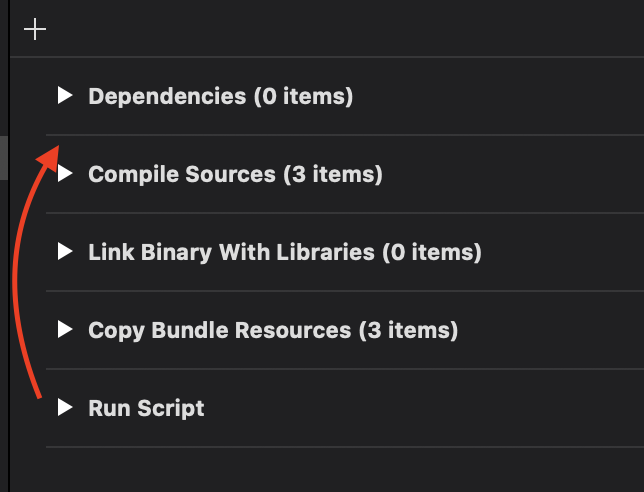 Dependencies (0 items)
Compile Sources (3 items)
Link Binary With Libraries (0 items)
Copy Bundle Resources (3 items)
Run Script